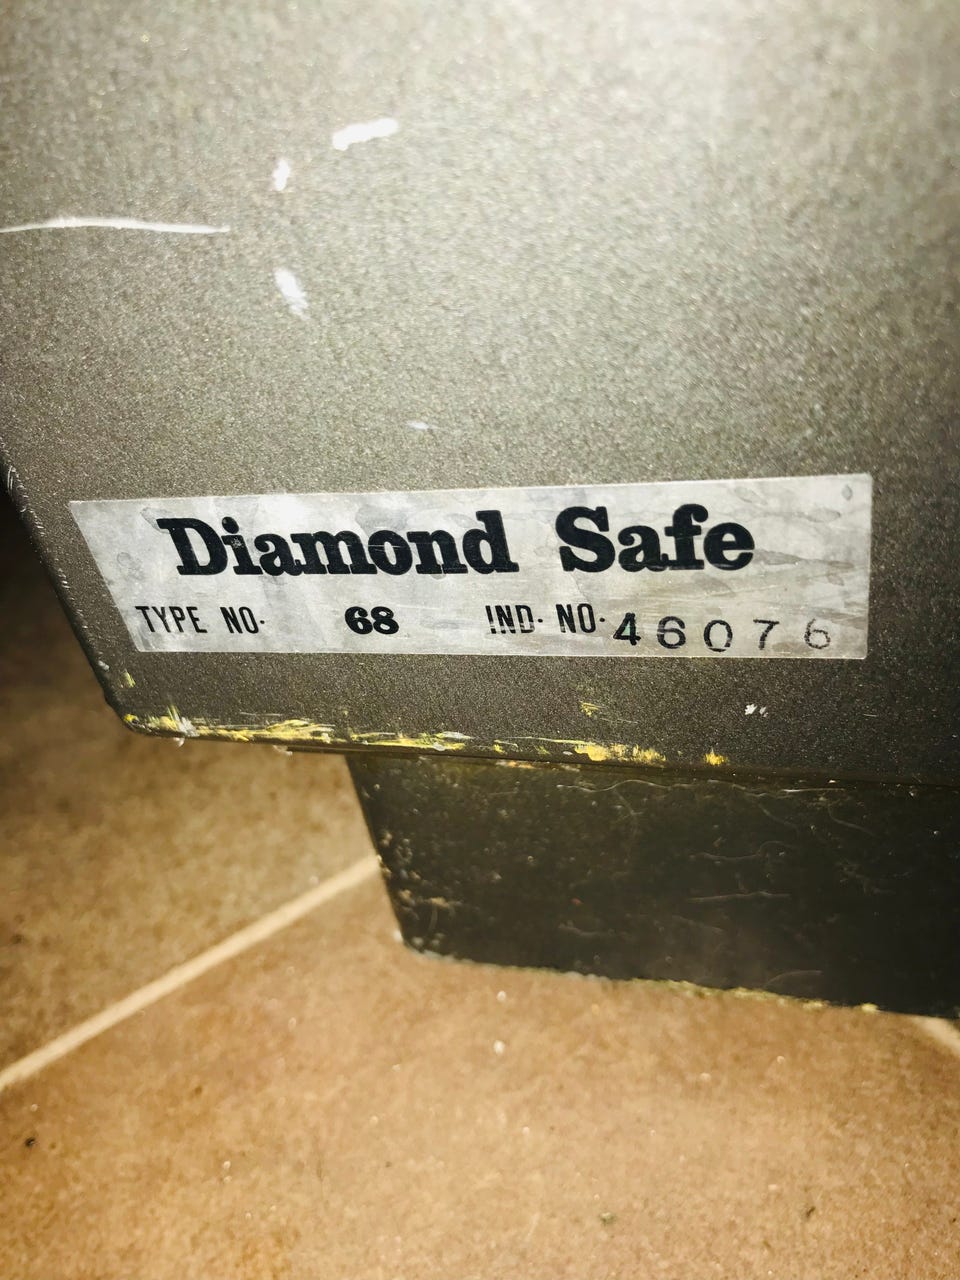 Diamond Safe
TYPE NO. 68 IND. NO. 46076